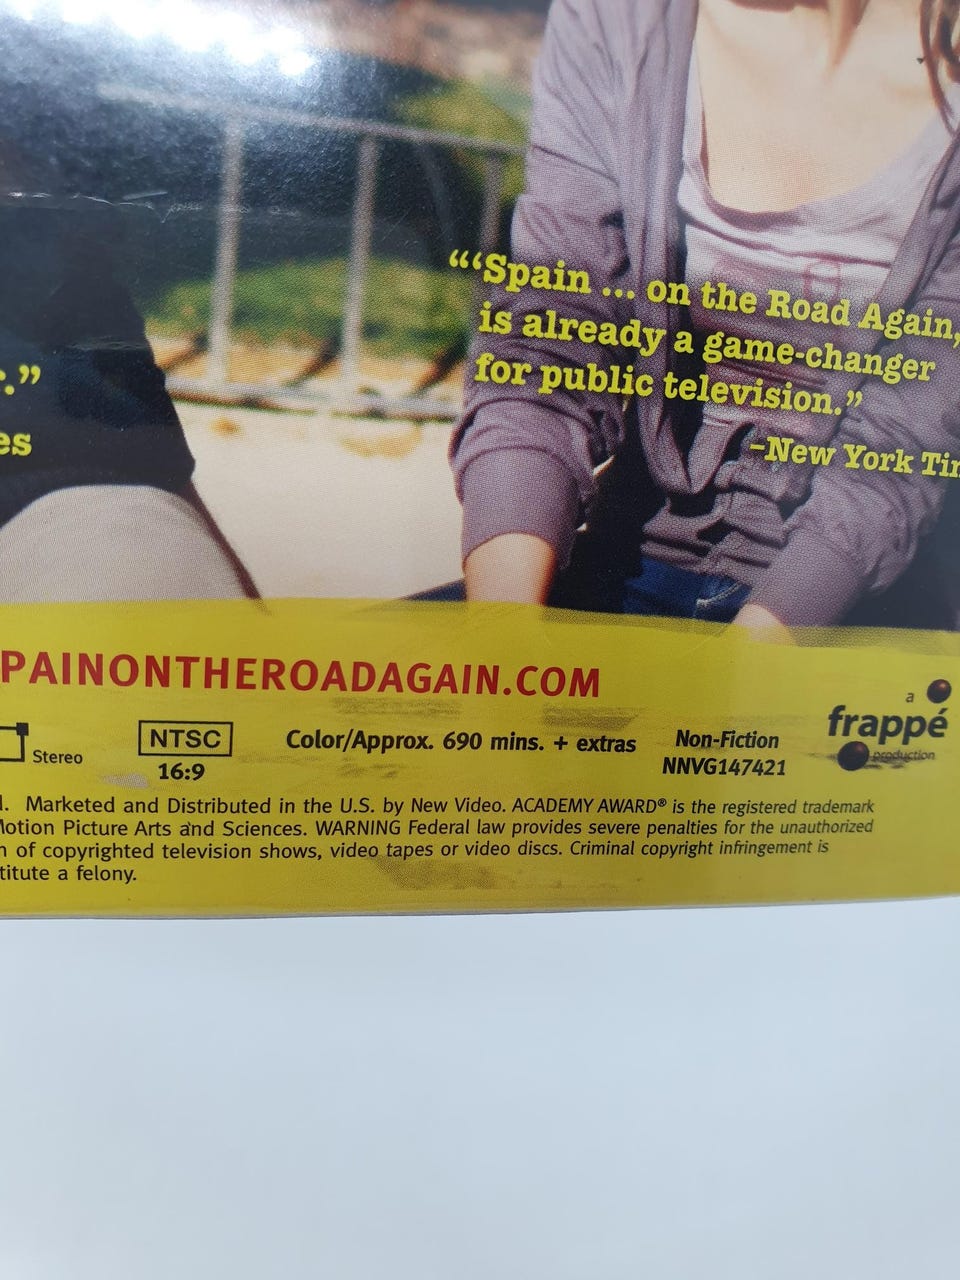 “‘Spain ... on the Road Again,
is already a game-changer
for public television.”
–New York Tim
.”
es
PAINONTHEROADAGAIN.COM
Stereo
NTSC
16:9
Color/Approx. 690 mins. + extras
Non-Fiction
NNVG147421
a
frappé
production
d. Marketed and Distributed in the U.S. by New Video. ACADEMY AWARD® is the registered trademark
Motion Picture Arts and Sciences. WARNING Federal law provides severe penalties for the unauthorized
n of copyrighted television shows, video tapes or video discs. Criminal copyright infringement is
titute a felony.